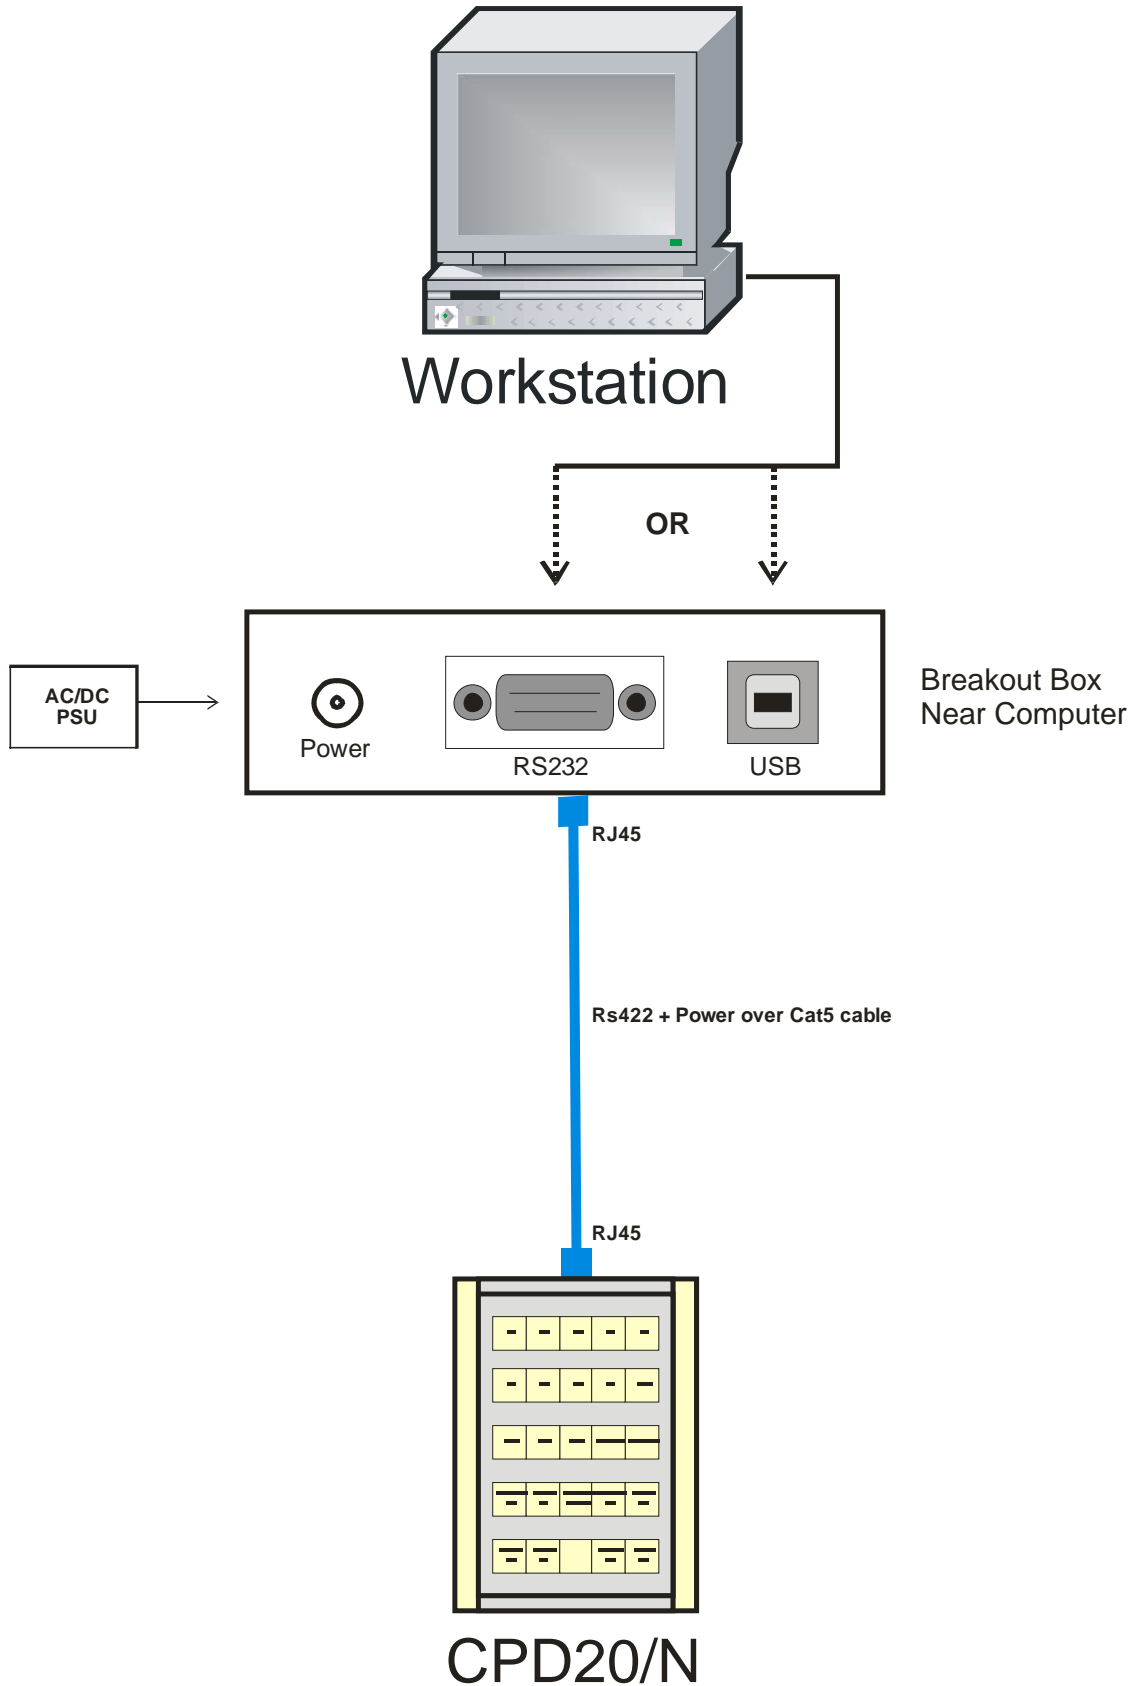 Workstation
OR
AC/DC
PSU
Power
RS232
USB
Breakout Box
Near Computer
RJ45
Rs422 + Power over Cat5 cable
RJ45
CPD20/N